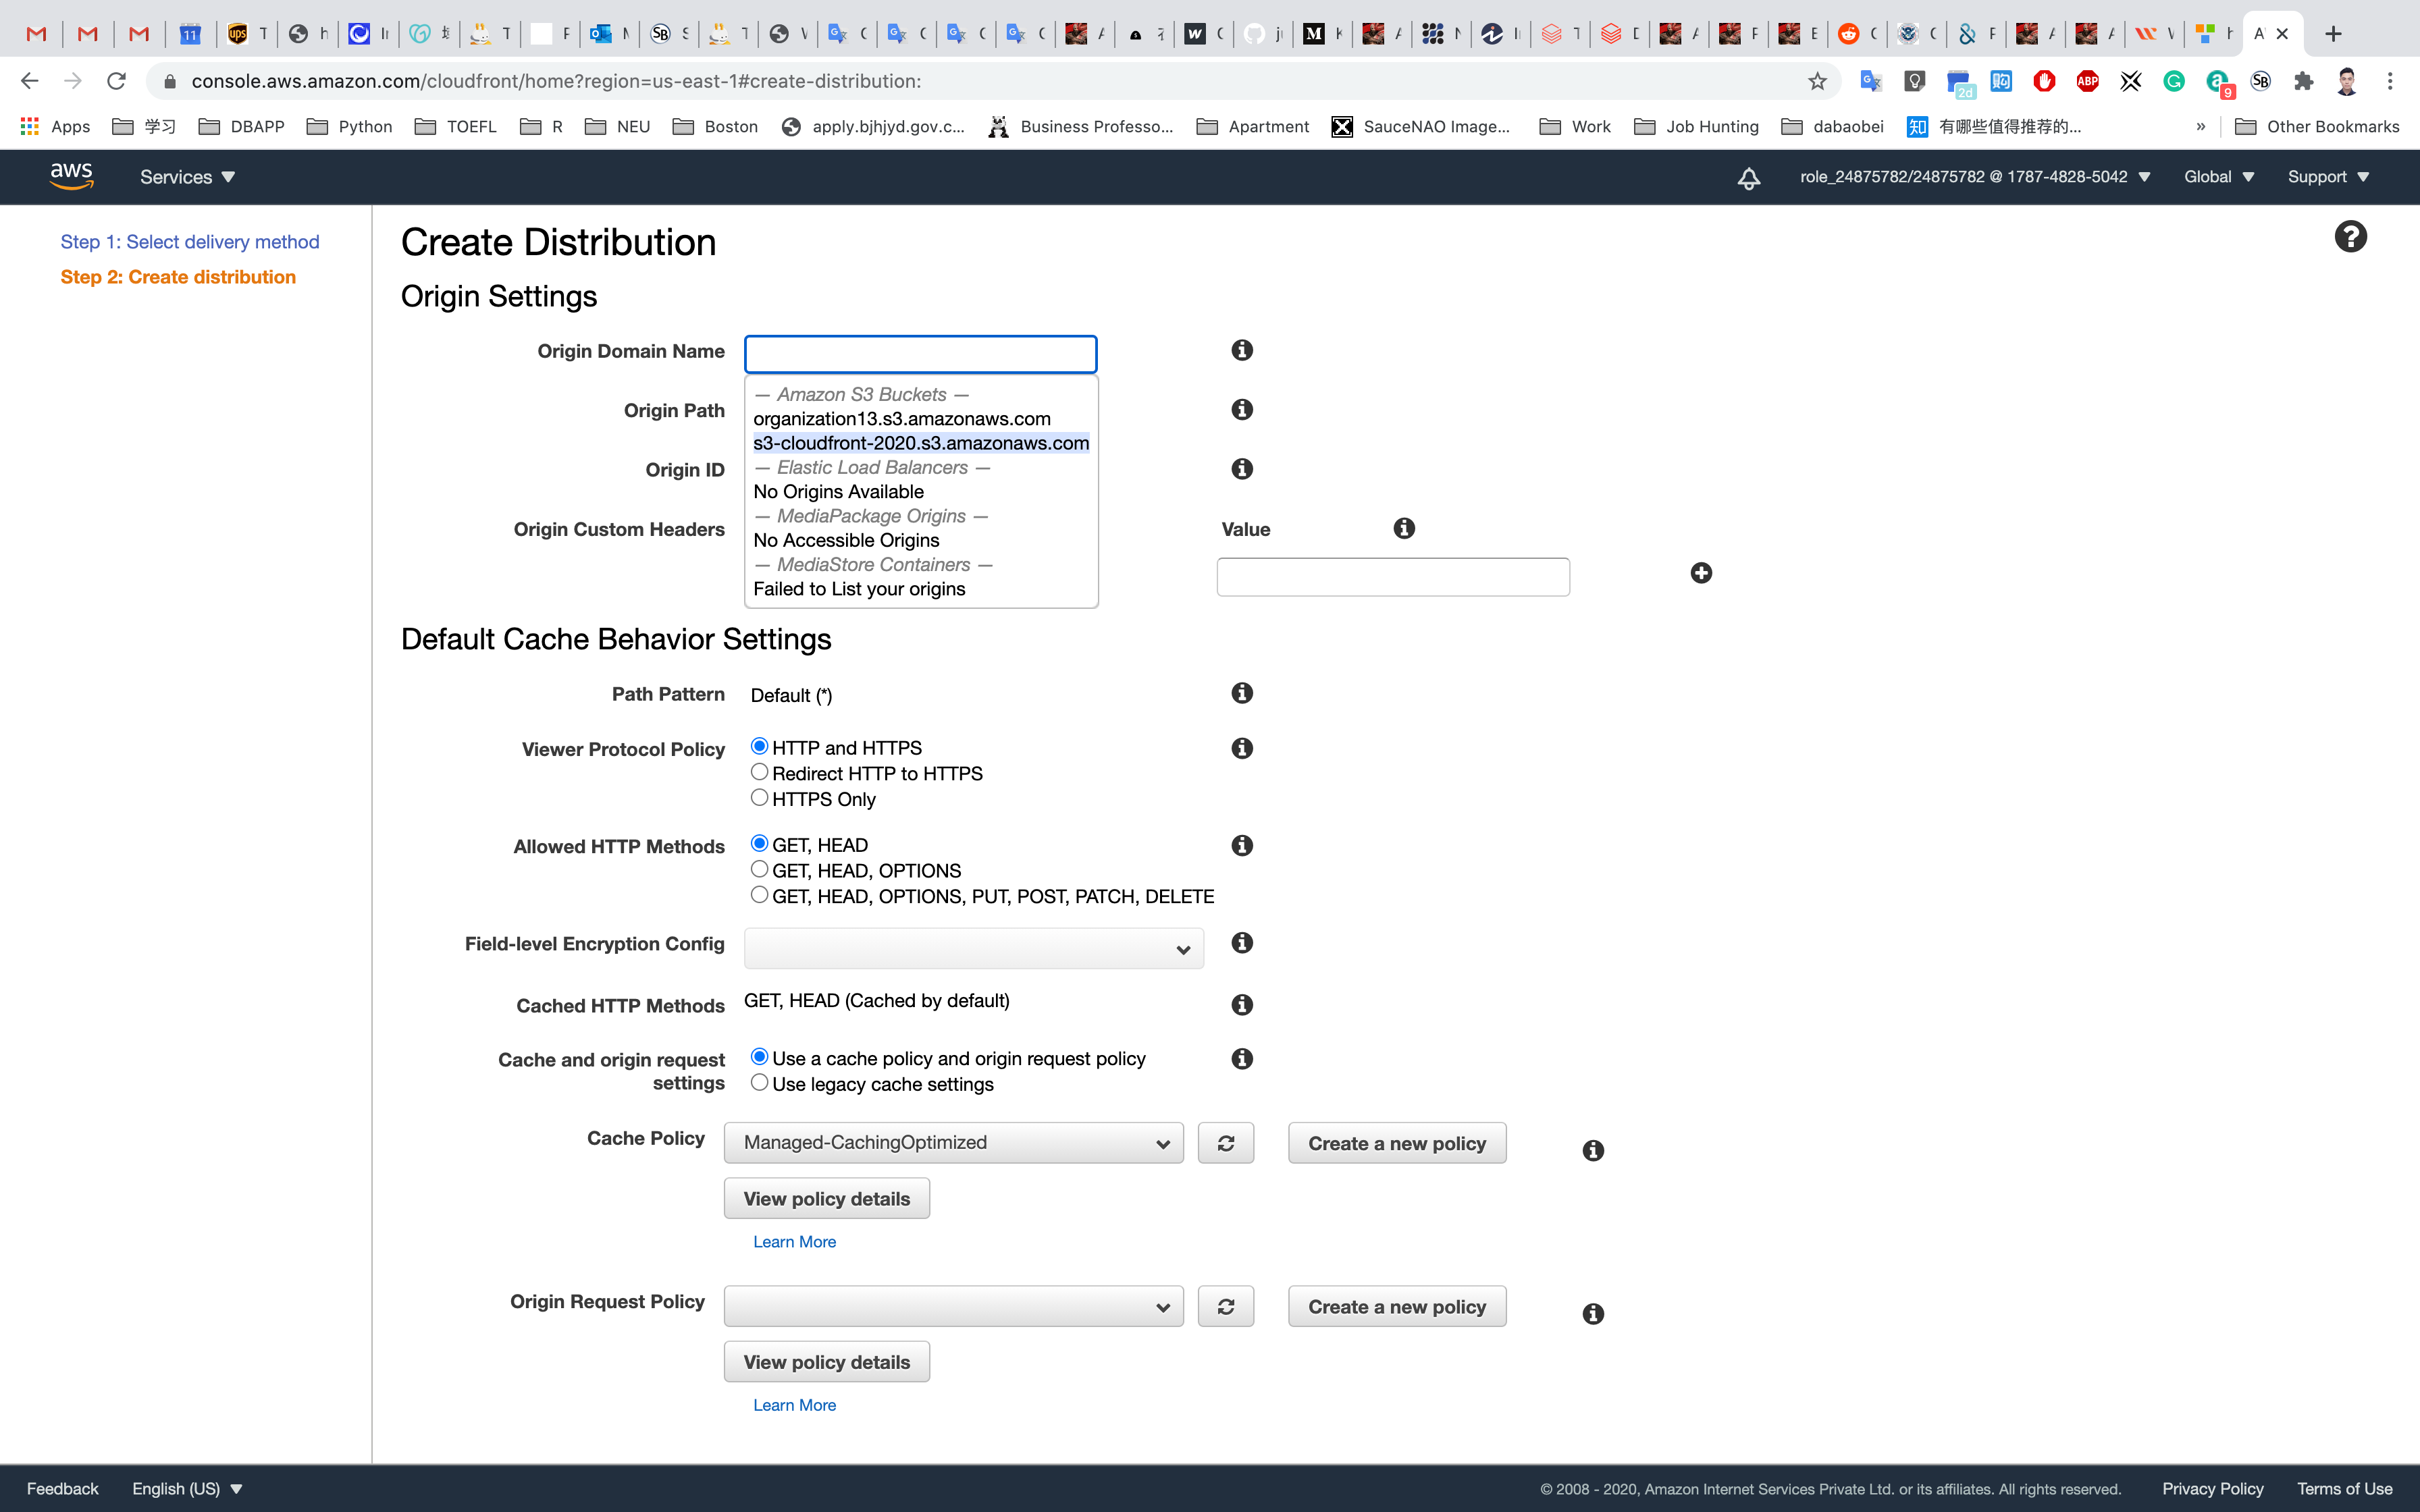 console.aws.amazon.com/cloudfront/home?region=us-east-1#create-distribution:
Apps 学习 DBAPP Python TOEFL R NEU Boston apply.bjhjyd.gov.c... Business Professo... Apartment SauceNAO Image... Work Job Hunting dabaobei 知 有哪些值得推荐的... » Other Bookmarks
aws Services role_24875782/24875782 @ 1787-4828-5042 Global Support
Step 1: Select delivery method
Step 2: Create distribution
Create Distribution
Origin Settings
Origin Domain Name
— Amazon S3 Buckets —
organization13.s3.amazonaws.com
s3-cloudfront-2020.s3.amazonaws.com
— Elastic Load Balancers —
No Origins Available
— MediaPackage Origins —
No Accessible Origins
— MediaStore Containers —
Failed to List your origins
Origin Path
Origin ID
Origin Custom Headers
Value
Default Cache Behavior Settings
Path Pattern Default (*)
Viewer Protocol Policy HTTP and HTTPS
Redirect HTTP to HTTPS
HTTPS Only
Allowed HTTP Methods GET, HEAD
GET, HEAD, OPTIONS
GET, HEAD, OPTIONS, PUT, POST, PATCH, DELETE
Field-level Encryption Config
Cached HTTP Methods GET, HEAD (Cached by default)
Cache and origin request settings
Use a cache policy and origin request policy
Use legacy cache settings
Cache Policy Managed-CachingOptimized Create a new policy
View policy details
Learn More
Origin Request Policy Create a new policy
View policy details
Learn More
Feedback English (US) © 2008 - 2020, Amazon Internet Services Private Ltd. or its affiliates. All rights reserved. Privacy Policy Terms of Use